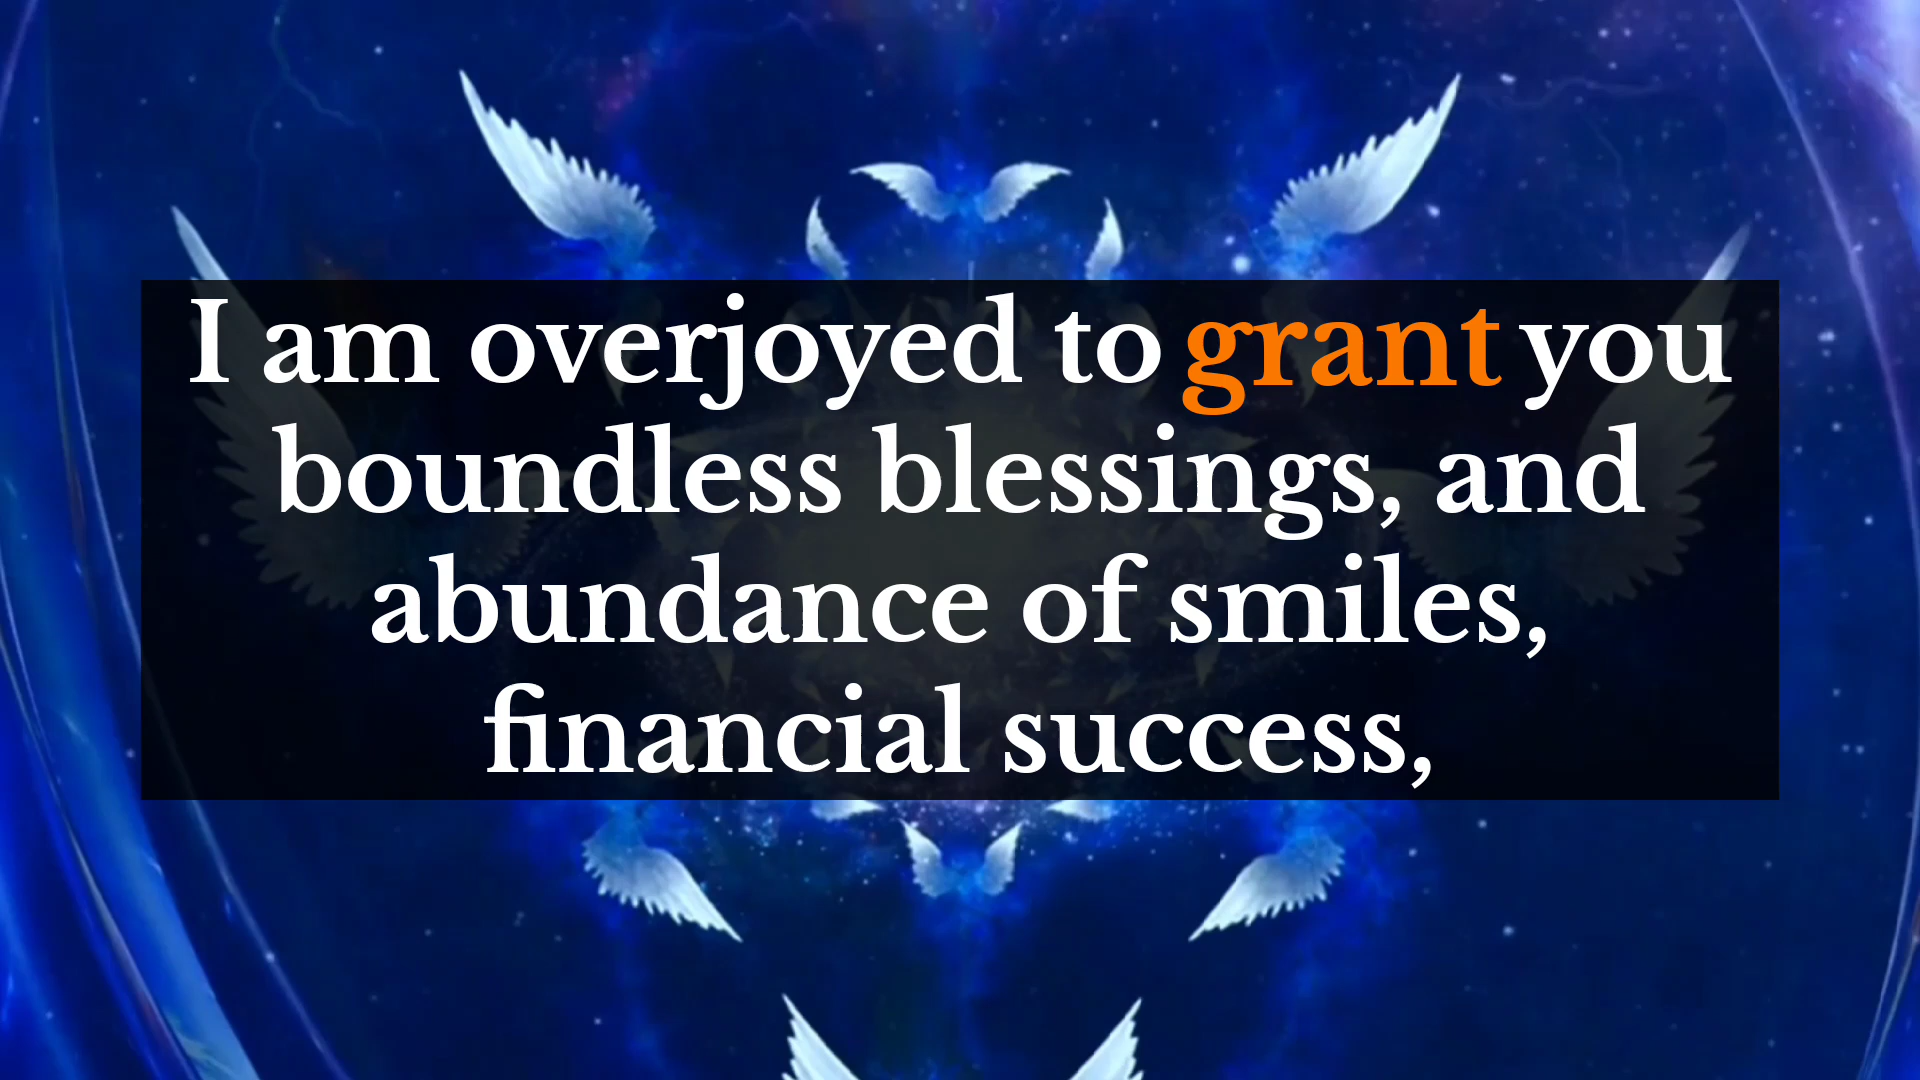 I am overjoyed to grant you
boundless blessings, and
abundance of smiles,
financial success,